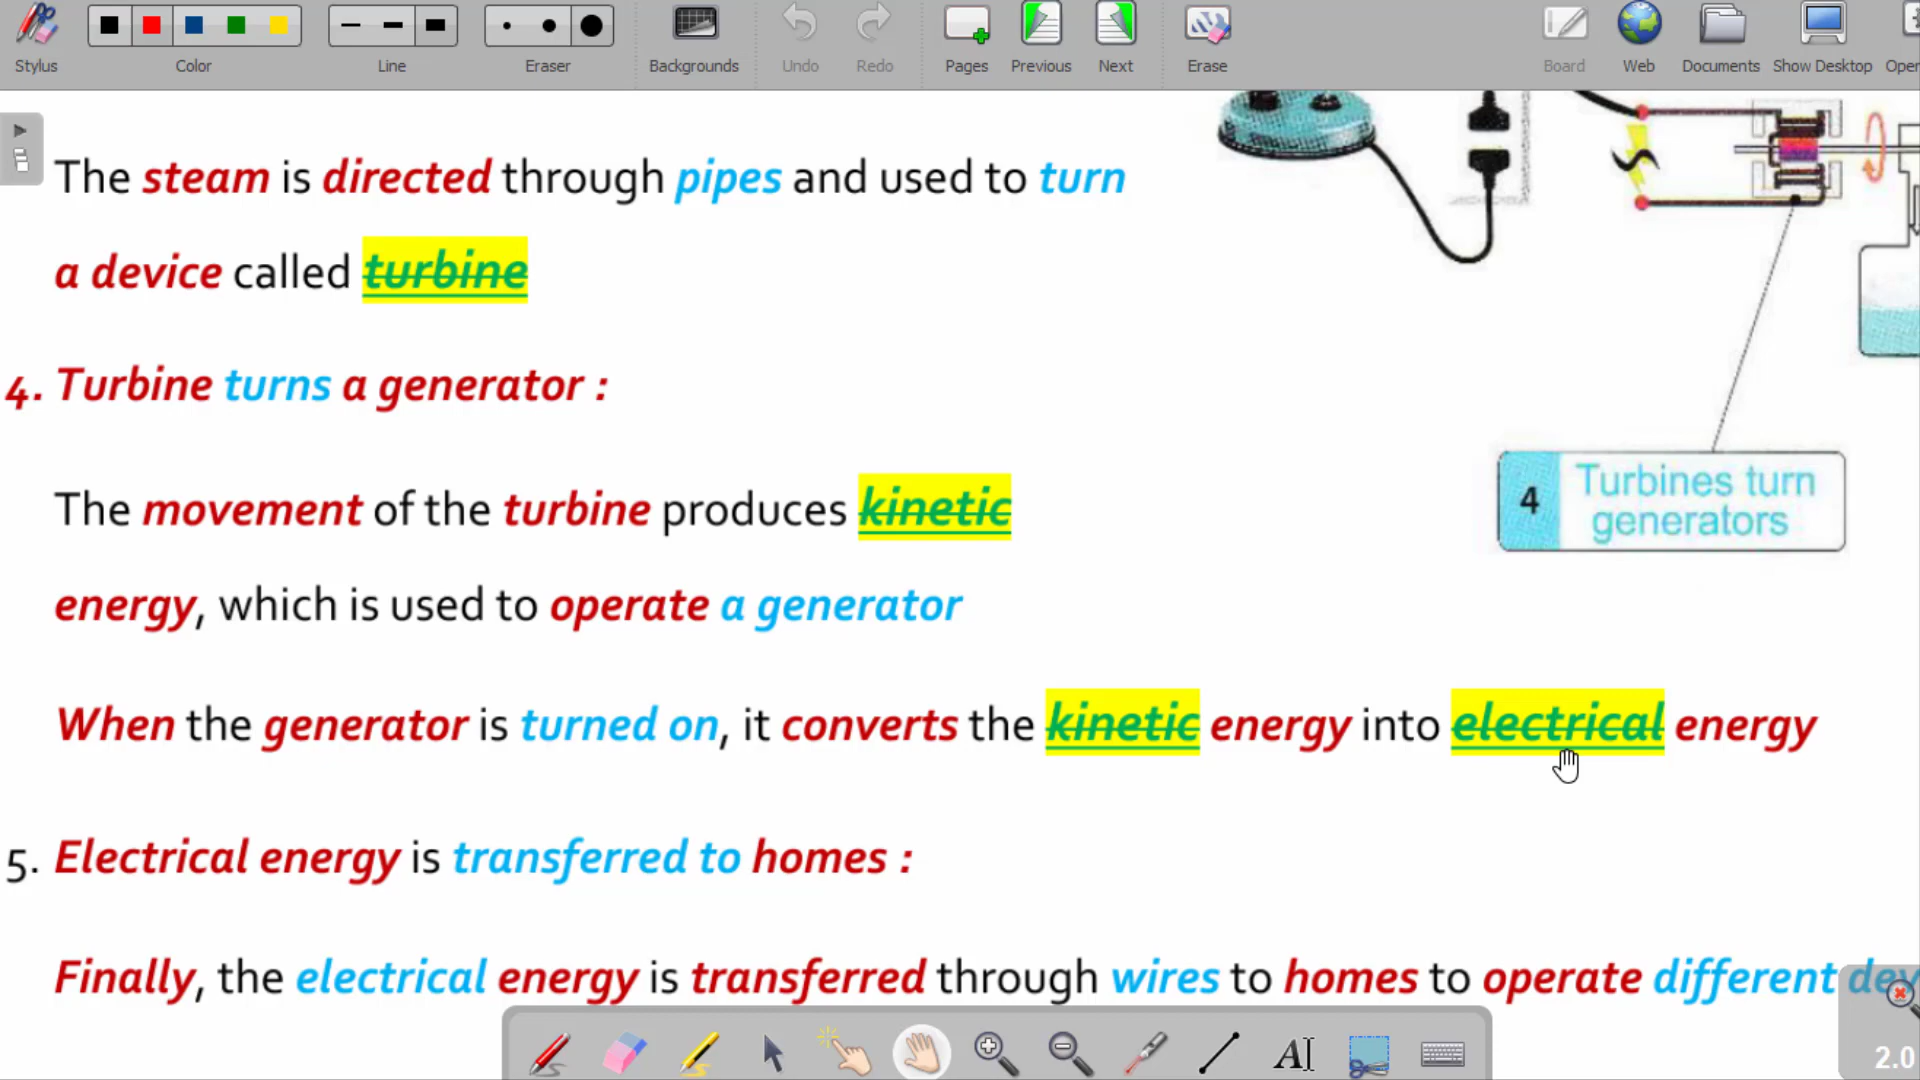 Stylus Color Line Eraser Backgrounds Undo Redo Pages Previous Next Erase Board Web Documents Show Desktop
The steam is directed through pipes and used to turn
a device called turbine
4. Turbine turns a generator :
The movement of the turbine produces kinetic
energy, which is used to operate a generator
4 Turbines turn
generators
When the generator is turned on, it converts the kinetic energy into electrical energy
5. Electrical energy is transferred to homes :
Finally, the electrical energy is transferred through wires to homes to operate different
2.0